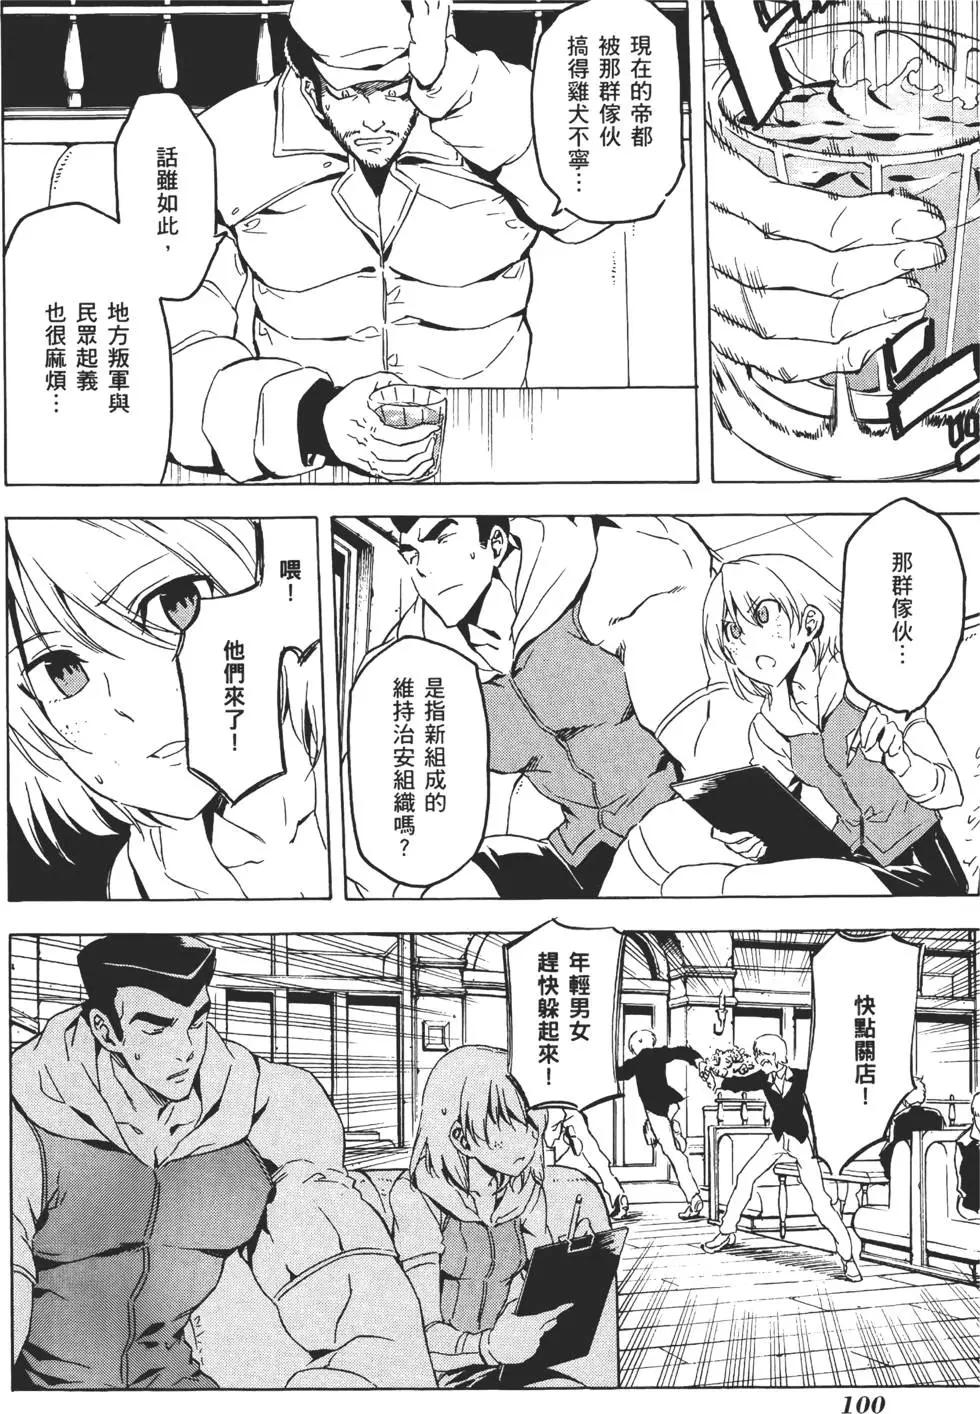 現在的帝都
被那群傢伙
搞得雞犬不寧…
話雖如此，
地方叛軍與
民眾起義
也很麻煩…
那群傢伙…
是指新組成的
維持治安組織嗎？
喂！
他們來了！
快點關店！
年輕男女
趕快躲起來！
100